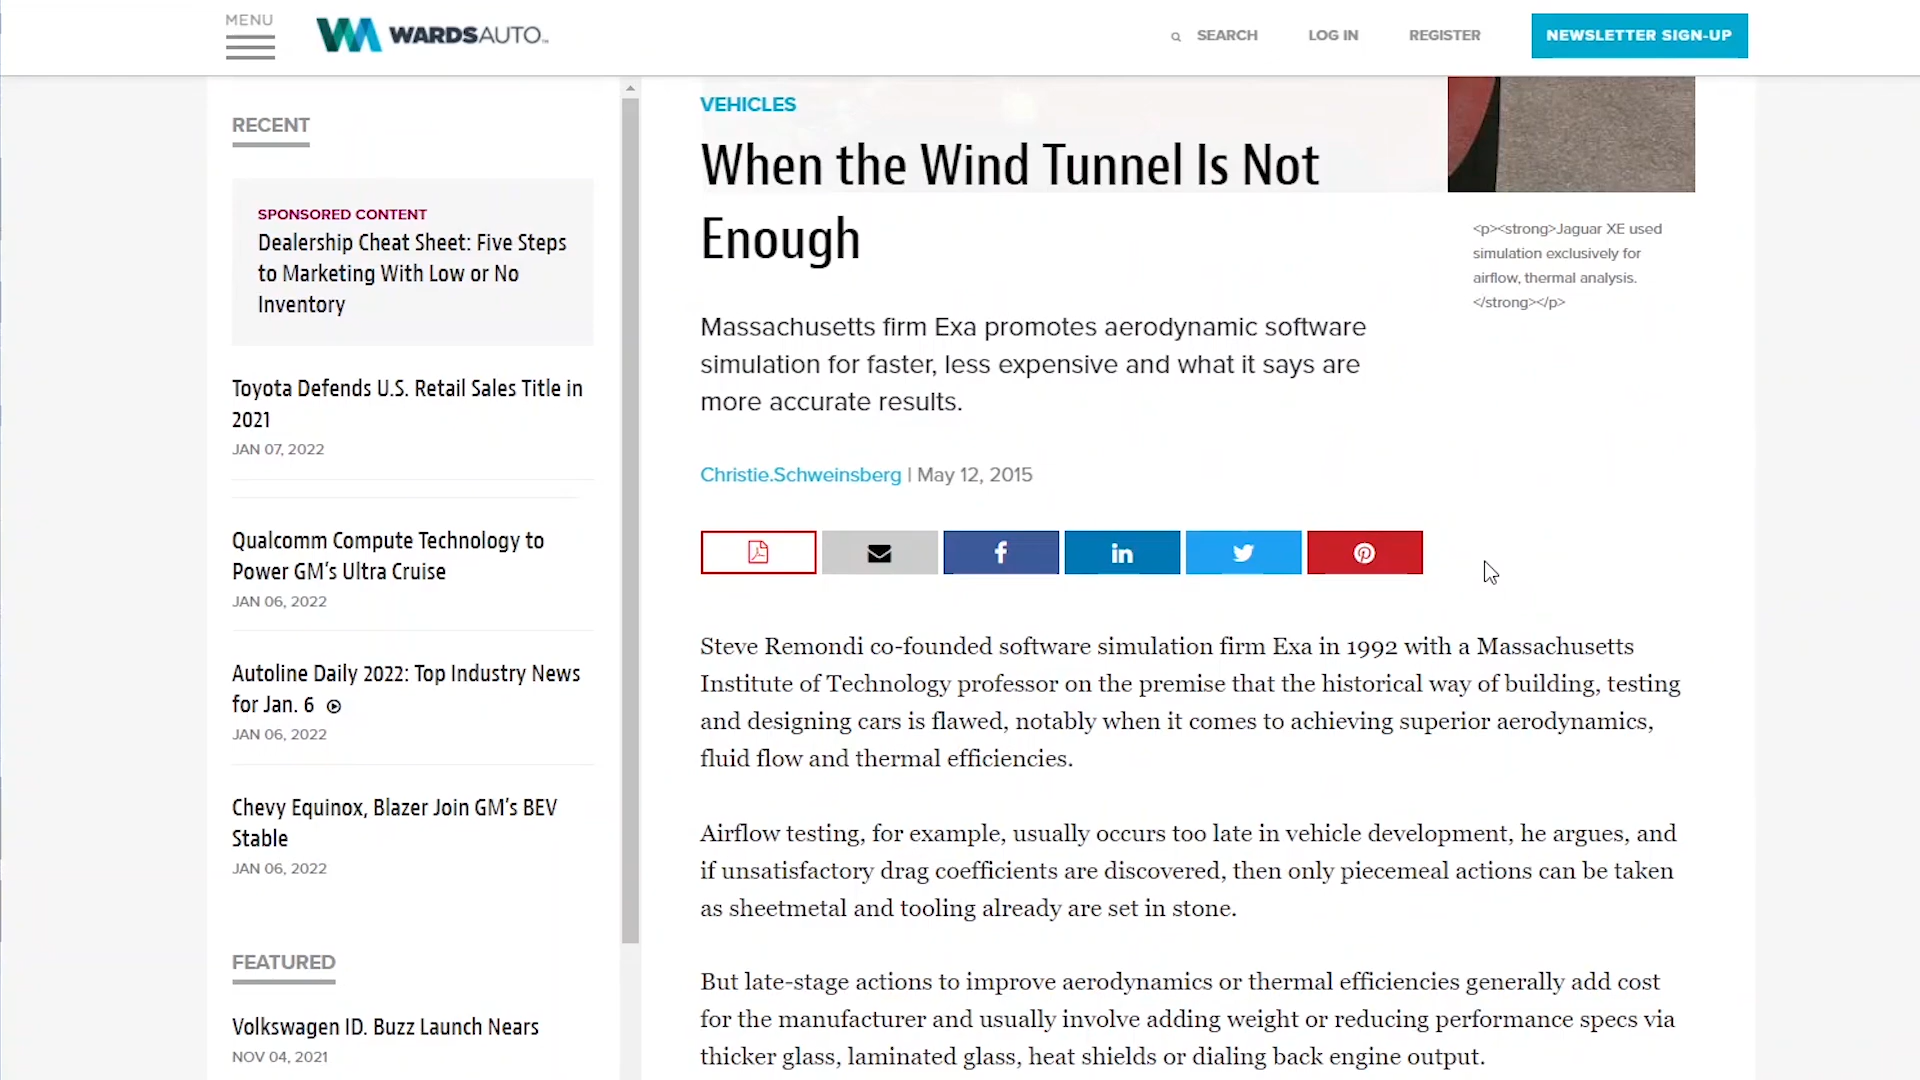 MENU
WARDSAUTO™
SEARCH
LOG IN
REGISTER
NEWSLETTER SIGN-UP
RECENT
SPONSORED CONTENT
Dealership Cheat Sheet: Five Steps
to Marketing With Low or No
Inventory
Toyota Defends U.S. Retail Sales Title in
2021
JAN 07, 2022
Qualcomm Compute Technology to
Power GM's Ultra Cruise
JAN 06, 2022
Autoline Daily 2022: Top Industry News
for Jan. 6
JAN 06, 2022
Chevy Equinox, Blazer Join GM's BEV
Stable
JAN 06, 2022
FEATURED
Volkswagen ID. Buzz Launch Nears
NOV 04, 2021
VEHICLES
When the Wind Tunnel Is Not
Enough
Massachusetts firm Exa promotes aerodynamic software
simulation for faster, less expensive and what it says are
more accurate results.
Christie.Schweinsberg | May 12, 2015
<p><strong>Jaguar XE used
simulation exclusively for
airflow, thermal analysis.
</strong></p>
Steve Remondi co-founded software simulation firm Exa in 1992 with a Massachusetts
Institute of Technology professor on the premise that the historical way of building, testing
and designing cars is flawed, notably when it comes to achieving superior aerodynamics,
fluid flow and thermal efficiencies.
Airflow testing, for example, usually occurs too late in vehicle development, he argues, and
if unsatisfactory drag coefficients are discovered, then only piecemeal actions can be taken
as sheetmetal and tooling already are set in stone.
But late-stage actions to improve aerodynamics or thermal efficiencies generally add cost
for the manufacturer and usually involve adding weight or reducing performance specs via
thicker glass, laminated glass, heat shields or dialing back engine output.